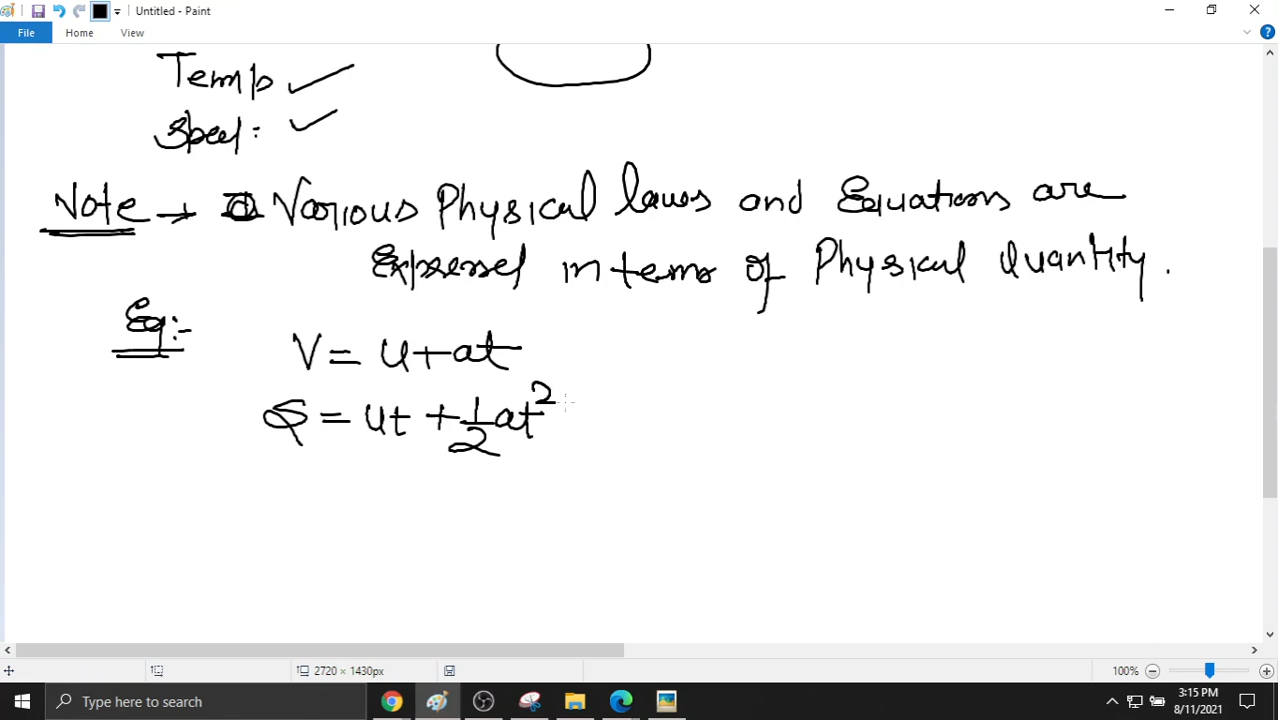 Untitled - Paint
File Home View
Temp ✓
Speed: ✓
Note → Various Physical laws and Equations are
Expressed in terms of Physical Quantity.
Eg:-
V = u + at
S = ut + 1/2 at²
2720 × 1430px
100%
Type here to search
3:15 PM
8/11/2021